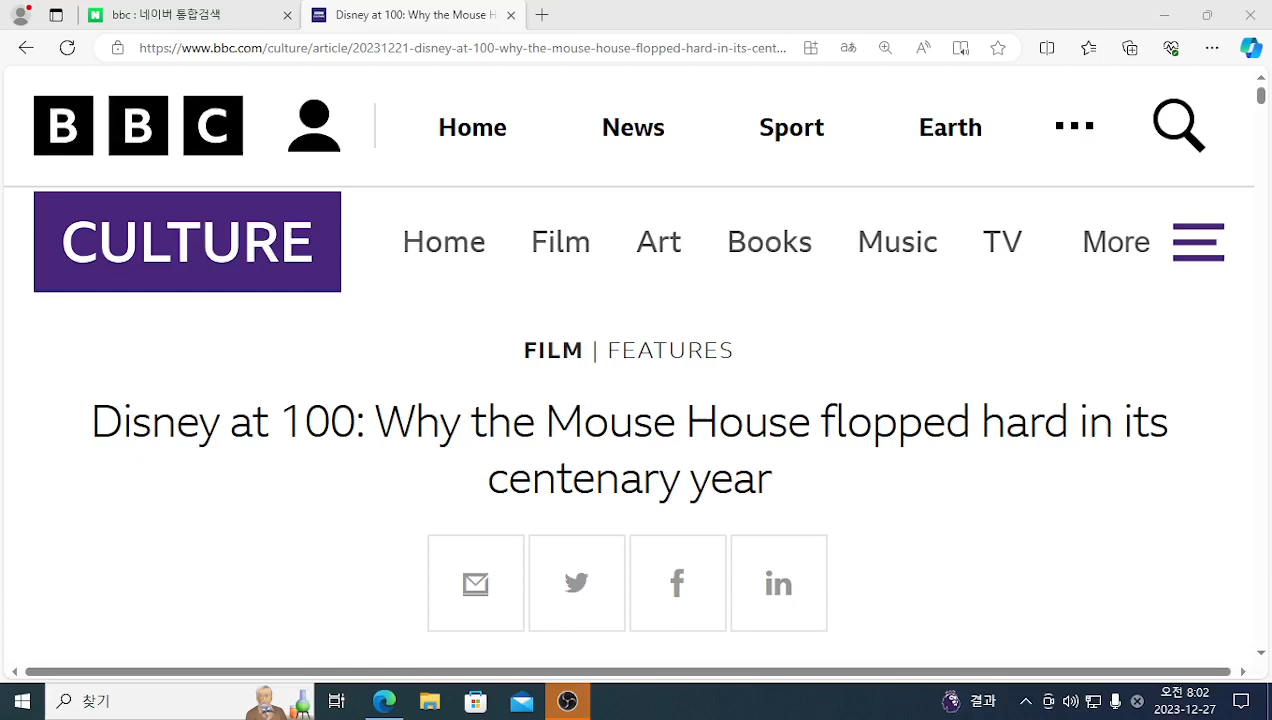 bbc : 네이버 통합검색
Disney at 100: Why the Mouse H
https://www.bbc.com/culture/article/20231221-disney-at-100-why-the-mouse-house-flopped-hard-in-its-cent...
BBC Home News Sport Earth
CULTURE Home Film Art Books Music TV More
FILM | FEATURES
Disney at 100: Why the Mouse House flopped hard in its
centenary year
찾기
결과
오전 8:02
2023-12-27